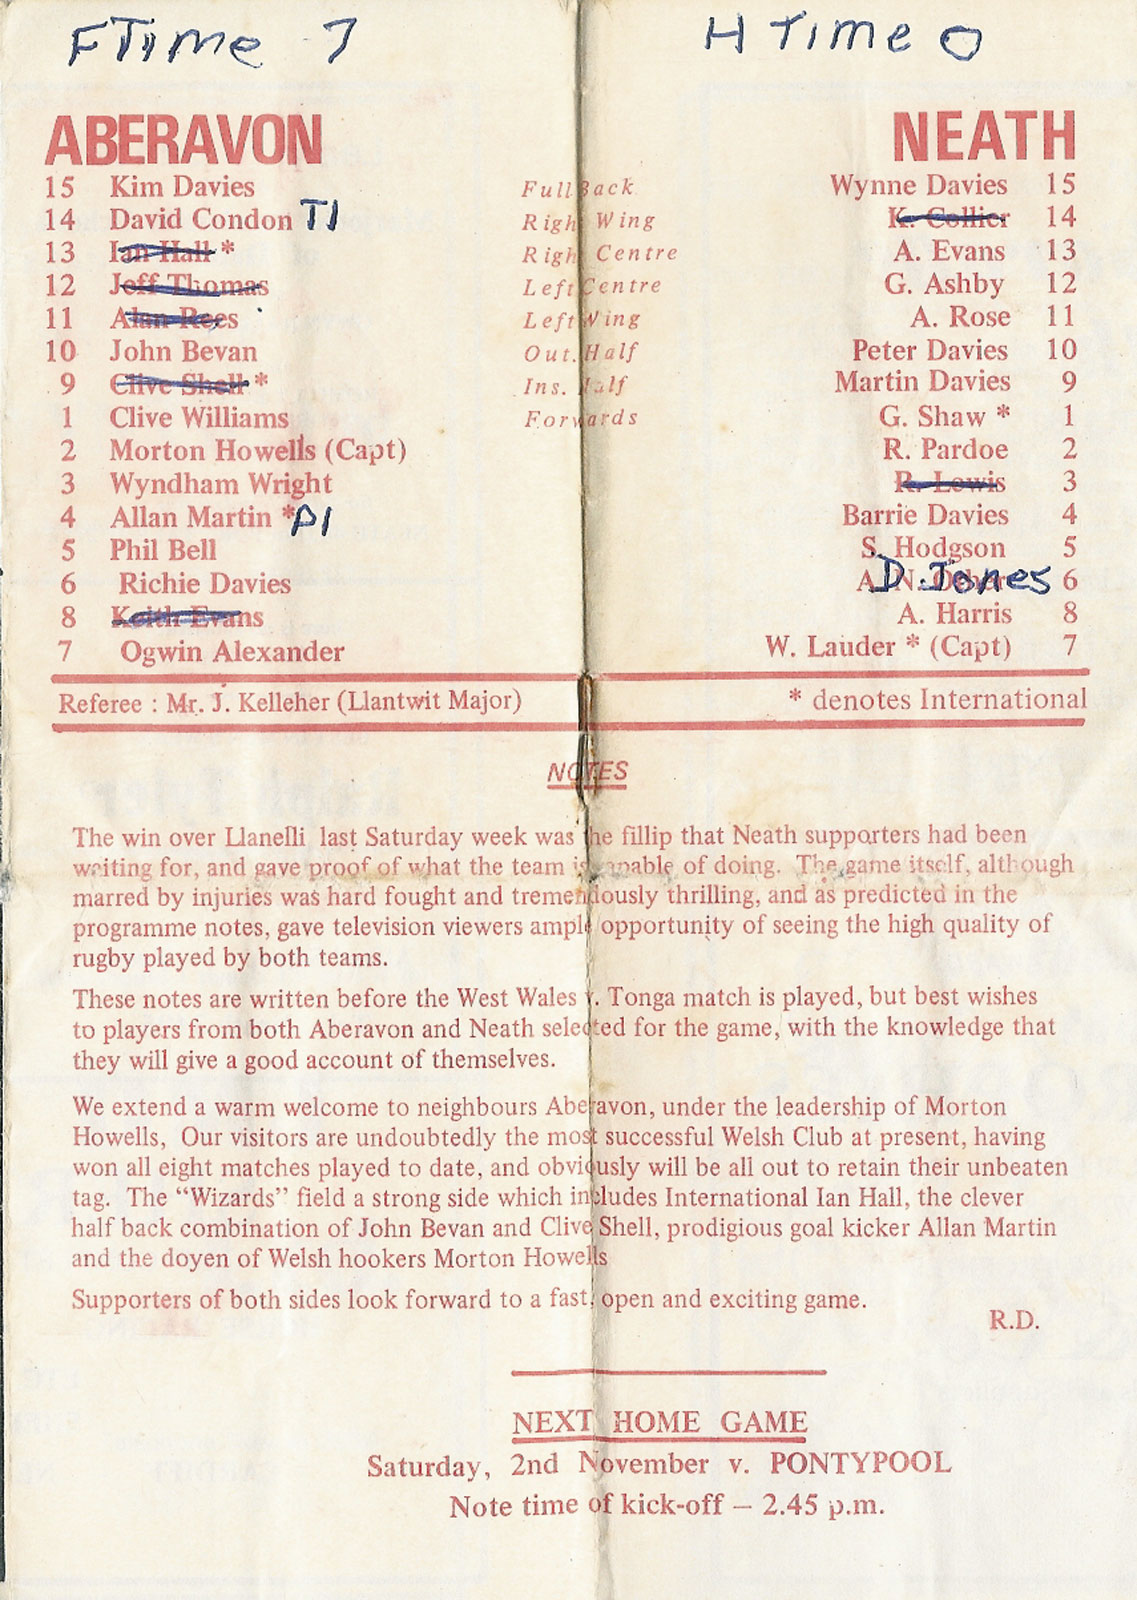 FTime 7 H Time 0
ABERAVON NEATH
15 Kim Davies Full Back Wynne Davies 15
14 David Condon T1 Right Wing K. Collier 14
13 Ian Hall * Right Centre A. Evans 13
12 Jeff Thomas Left Centre G. Ashby 12
11 Alan Rees Left Wing A. Rose 11
10 John Bevan Out. Half Peter Davies 10
9 Clive Shell * Ins. Half Martin Davies 9
1 Clive Williams Forwards G. Shaw * 1
2 Morton Howells (Capt) R. Pardoe 2
3 Wyndham Wright R. Lewis 3
4 Allan Martin * P1 Barrie Davies 4
5 Phil Bell S. Hodgson 5
6 Richie Davies A. N. Other D. Jones 6
8 Keith Evans A. Harris 8
7 Ogwin Alexander W. Lauder * (Capt) 7
Referee : Mr. J. Kelleher (Llantwit Major) * denotes International
NOTES
The win over Llanelli last Saturday week was the fillip that Neath supporters had been
waiting for, and gave proof of what the team is capable of doing. The game itself, although
marred by injuries was hard fought and tremendously thrilling, and as predicted in the
programme notes, gave television viewers ample opportunity of seeing the high quality of
rugby played by both teams.
These notes are written before the West Wales v. Tonga match is played, but best wishes
to players from both Aberavon and Neath selected for the game, with the knowledge that
they will give a good account of themselves.
We extend a warm welcome to neighbours Aberavon, under the leadership of Morton
Howells, Our visitors are undoubtedly the most successful Welsh Club at present, having
won all eight matches played to date, and obviously will be all out to retain their unbeaten
tag. The “Wizards” field a strong side which includes International Ian Hall, the clever
half back combination of John Bevan and Clive Shell, prodigious goal kicker Allan Martin
and the doyen of Welsh hookers Morton Howells
Supporters of both sides look forward to a fast, open and exciting game.
R.D.
NEXT HOME GAME
Saturday, 2nd November v. PONTYPOOL
Note time of kick-off — 2.45 p.m.